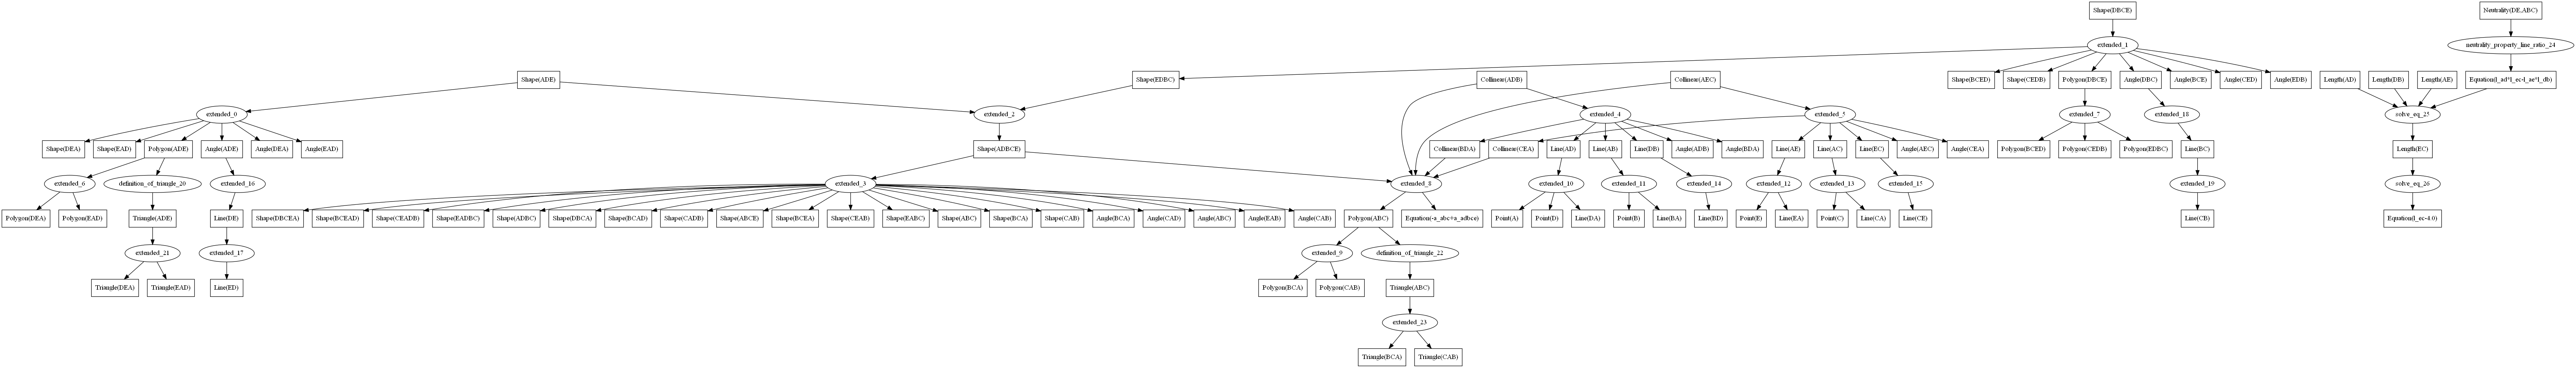 Shape(DBCE)
Neutrality(DE,ABC)
extended_1
neutrality_property_line_ratio_24
Shape(ADE)
Shape(EDBC)
Collinear(ADB)
Collinear(AEC)
Shape(BCED)
Shape(CEDB)
Polygon(DBCE)
Angle(DBC)
Angle(BCE)
Angle(CED)
Angle(EDB)
Length(AD)
Length(DB)
Length(AE)
Equation(l_ad*l_ec-l_ae*l_db)
extended_0
extended_2
extended_4
extended_5
extended_7
extended_18
solve_eq_25
Shape(DEA)
Shape(EAD)
Polygon(ADE)
Angle(ADE)
Angle(DEA)
Angle(EAD)
Shape(ADBCE)
Collinear(BDA)
Collinear(CEA)
Line(AD)
Line(AB)
Line(DB)
Angle(ADB)
Angle(BDA)
Line(AE)
Line(AC)
Line(EC)
Angle(AEC)
Angle(CEA)
Polygon(BCED)
Polygon(CEDB)
Polygon(EDBC)
Line(BC)
Length(EC)
extended_6
definition_of_triangle_20
extended_16
extended_3
extended_8
extended_10
extended_11
extended_14
extended_12
extended_13
extended_15
extended_19
solve_eq_26
Polygon(DEA)
Polygon(EAD)
Triangle(ADE)
Line(DE)
Shape(DBCEA)
Shape(BCEAD)
Shape(CEADB)
Shape(EADBC)
Shape(ADBC)
Shape(DBCA)
Shape(BCAD)
Shape(CADB)
Shape(ABCE)
Shape(BCEA)
Shape(CEAB)
Shape(EABC)
Shape(ABC)
Shape(BCA)
Shape(CAB)
Angle(BCA)
Angle(CAD)
Angle(ABC)
Angle(EAB)
Angle(CAB)
Polygon(ABC)
Equation(-a_abc+a_adbce)
Point(A)
Point(D)
Line(DA)
Point(B)
Line(BA)
Line(BD)
Point(E)
Line(EA)
Point(C)
Line(CA)
Line(CE)
Line(CB)
Equation(l_ec-4.0)
extended_21
extended_17
extended_9
definition_of_triangle_22
Triangle(DEA)
Triangle(EAD)
Line(ED)
Polygon(BCA)
Polygon(CAB)
Triangle(ABC)
extended_23
Triangle(BCA)
Triangle(CAB)